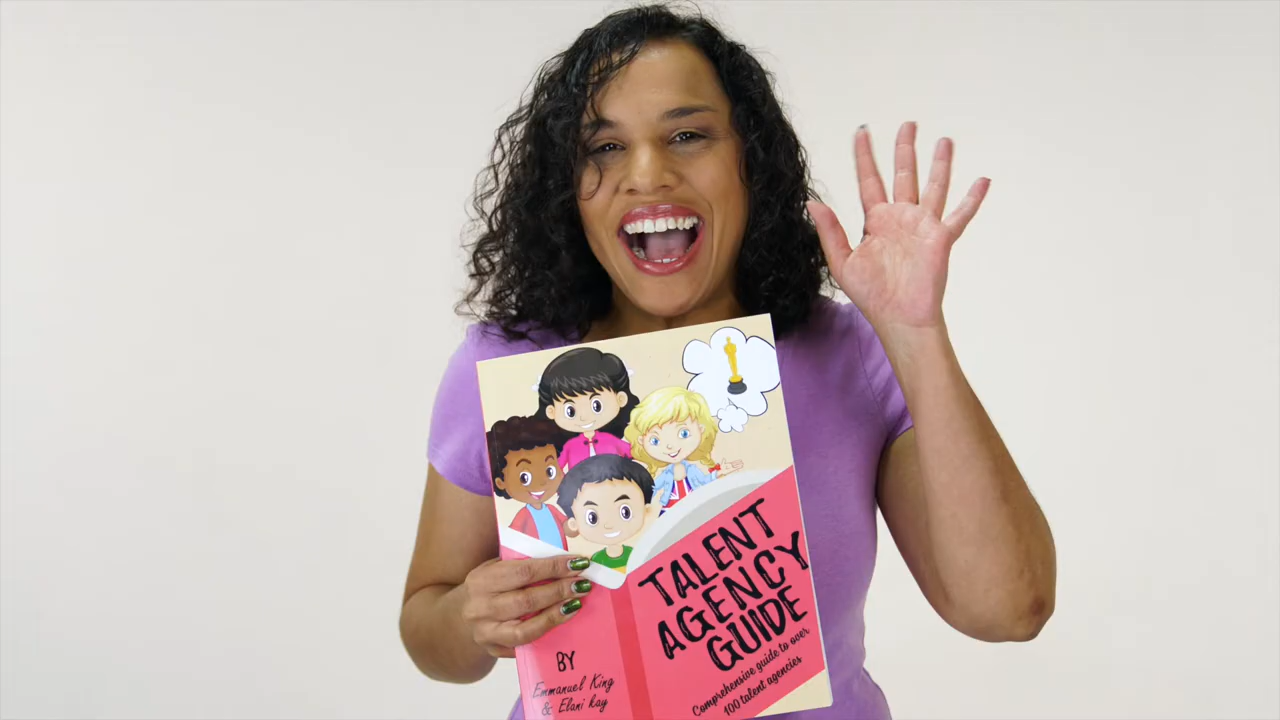 TALENT
AGENCY
GUIDE
Comprehensive guide to over
100 talent agencies
BY
Emmanuel King
& Elani kay